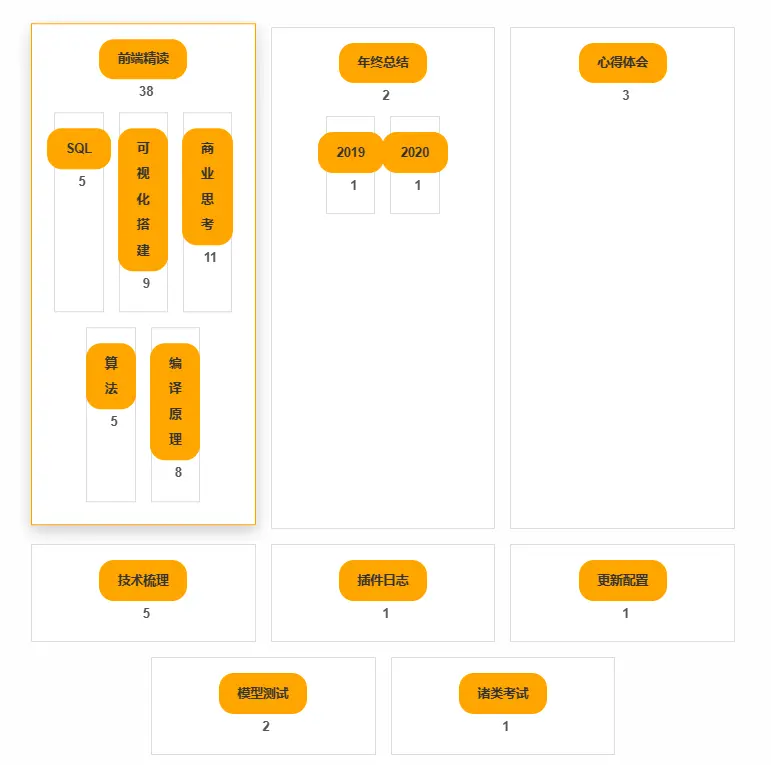 前端精读
38
SQL
5
可
视
化
搭
建
9
商
业
思
考
11
算
法
5
编
译
原
理
8
年终总结
2
2019
1
2020
1
心得体会
3
技术梳理
5
插件日志
1
更新配置
1
模型测试
2
诸类考试
1